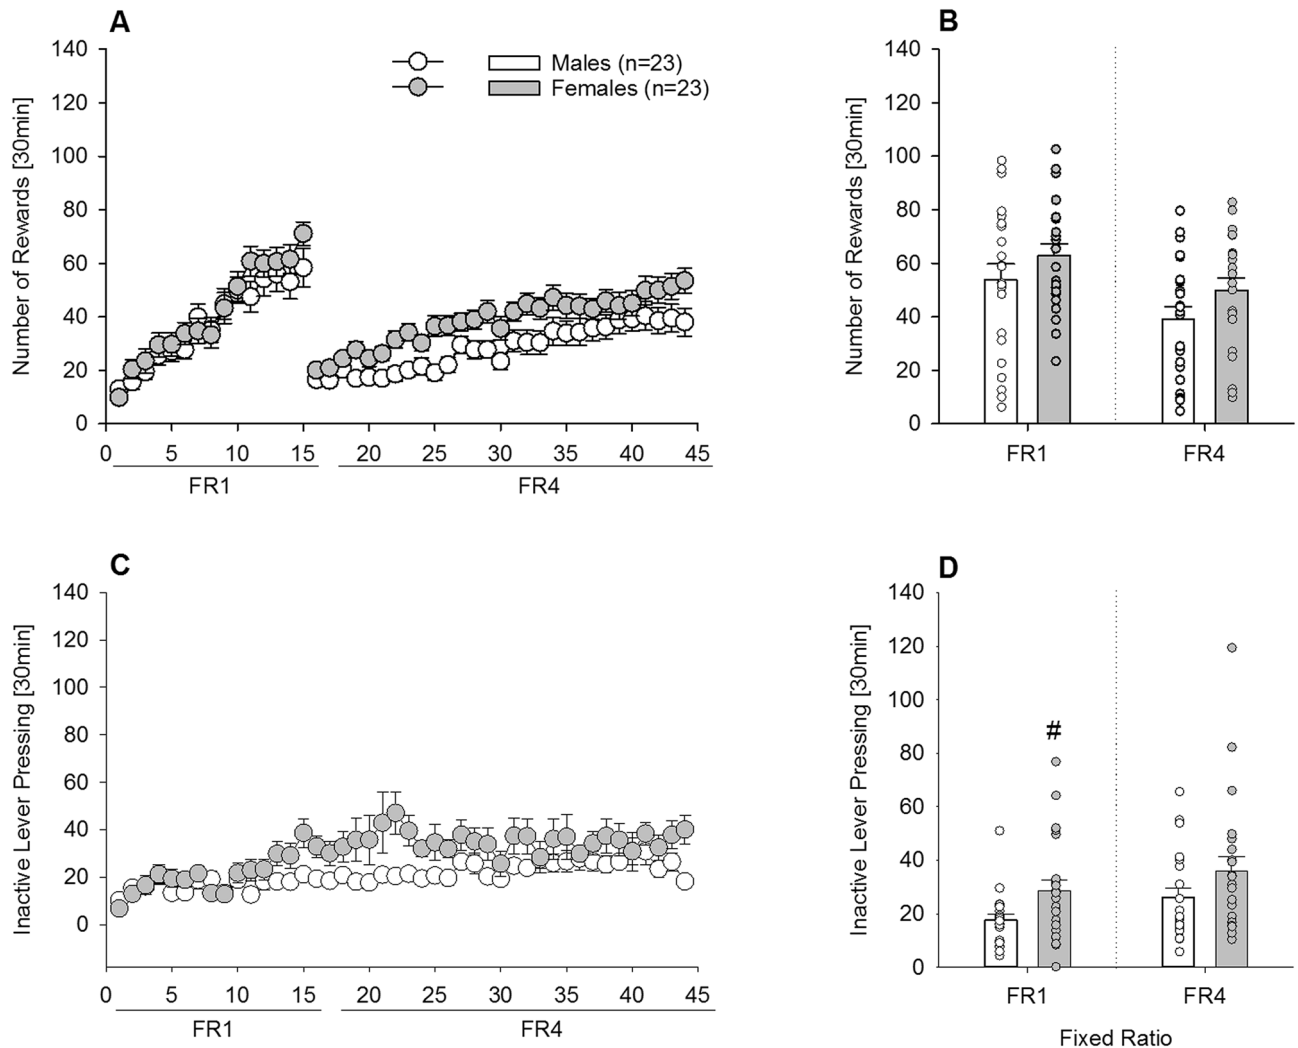 A
Number of Rewards [30min]
140
120
100
80
60
40
20
0
Males (n=23)
Females (n=23)
0 5 10 15 20 25 30 35 40 45
FR1 FR4
B
Number of Rewards [30min]
140
120
100
80
60
40
20
0
FR1 FR4
C
Inactive Lever Pressing [30min]
140
120
100
80
60
40
20
0
0 5 10 15 20 25 30 35 40 45
FR1 FR4
D
Inactive Lever Pressing [30min]
140
120
100
80
60
40
20
0
#
FR1 FR4
Fixed Ratio